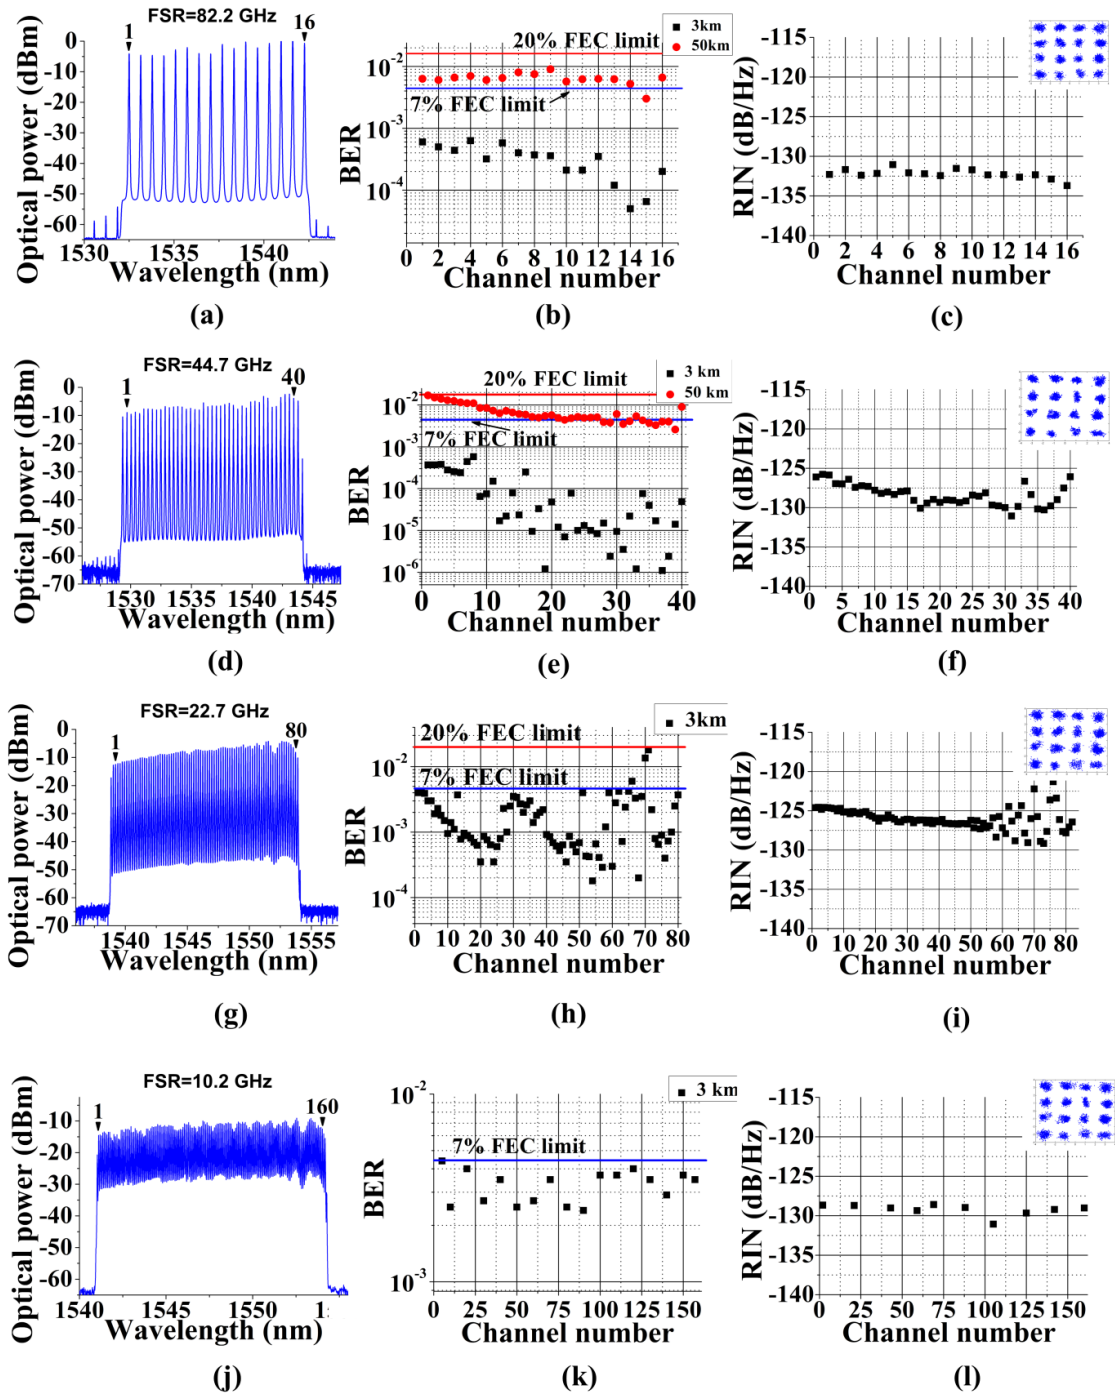 FSR=82.2 GHz
1
16
0
-10
-20
-30
-40
-50
-60
1530
1535
1540
Optical power (dBm)
Wavelength (nm)
(a)
3km
50km
20% FEC limit
7% FEC limit
10-2
10-3
10-4
BER
0 2 4 6 8 10 12 14 16
Channel number
(b)
-115
-120
-125
-130
-135
-140
RIN (dB/Hz)
0 2 4 6 8 10 12 14 16
Channel number
(c)
FSR=44.7 GHz
1
40
0
-10
-20
-30
-40
-50
-60
-70
1530 1535 1540 1545
Optical power (dBm)
Wavelength (nm)
(d)
3 km
50 km
20% FEC limit
7% FEC limit
10-2
10-3
10-4
10-5
10-6
BER
0 10 20 30 40
Channel number
(e)
-115
-120
-125
-130
-135
-140
RIN (dB/Hz)
0 5 10 15 20 25 30 35 40
Channel number
(f)
FSR=22.7 GHz
1
80
0
-10
-20
-30
-40
-50
-60
-70
1540
1550 1555
Optical power (dBm)
Wavelength (nm)
(g)
3km
20% FEC limit
7% FEC limit
10-2
10-3
10-4
BER
0 10 20 30 40 50 60 70 80
Channel number
(h)
-115
-120
-125
-130
-135
-140
RIN (dB/Hz)
0 10 20 30 40 50 60 70 80
Channel number
(i)
FSR=10.2 GHz
1
160
-10
-20
-30
-40
-50
-60
1540 1545 1550
Optical power (dBm)
Wavelength (nm)
(j)
3 km
7% FEC limit
10-2
10-3
BER
0 25 50 75 100 125 150
Channel number
(k)
-115
-120
-125
-130
-135
-140
RIN (dB/Hz)
0 25 50 75 100 125 150
Channel number
(l)